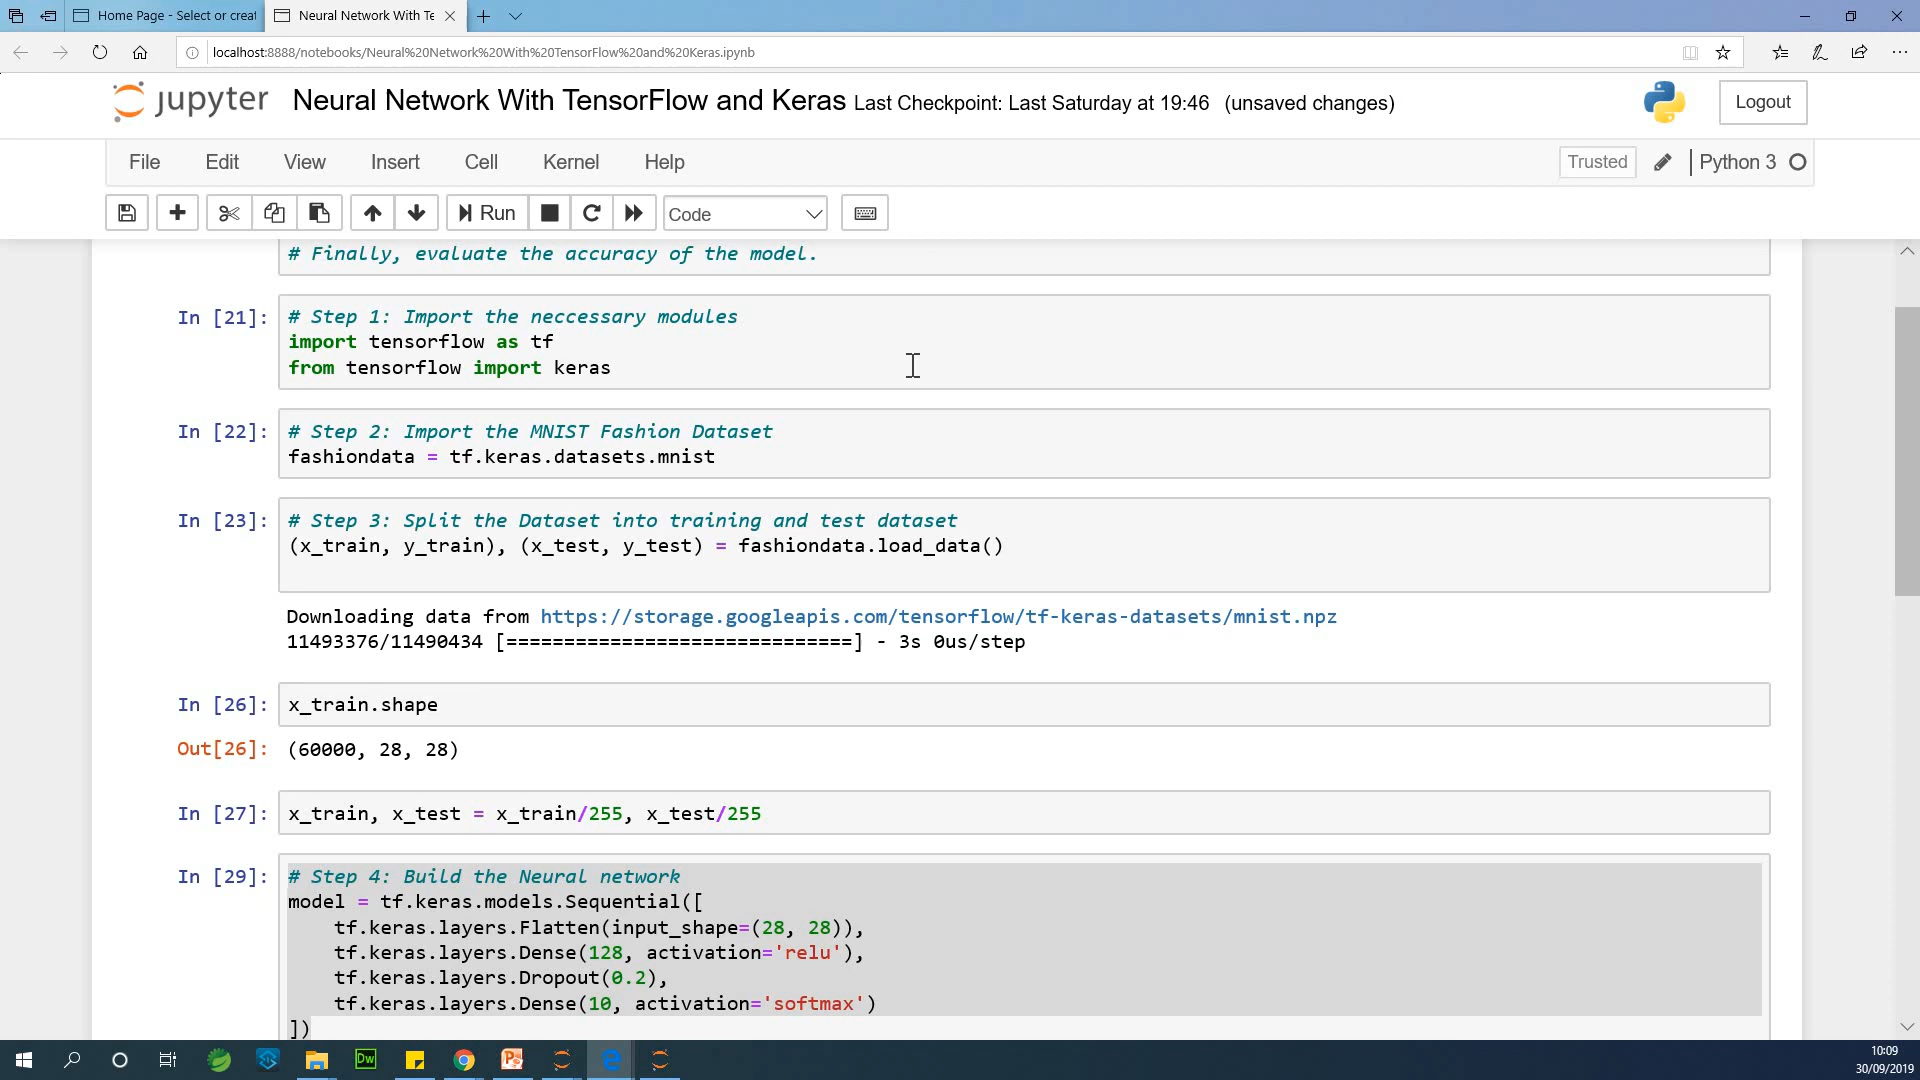 Home Page - Select or creat
Neural Network With Te
localhost:8888/notebooks/Neural%20Network%20With%20TensorFlow%20and%20Keras.ipynb
jupyter Neural Network With TensorFlow and Keras Last Checkpoint: Last Saturday at 19:46 (unsaved changes)
Logout
File Edit View Insert Cell Kernel Help
Trusted
Python 3
Run
Code
# Finally, evaluate the accuracy of the model.
In [21]: # Step 1: Import the neccessary modules
import tensorflow as tf
from tensorflow import keras
In [22]: # Step 2: Import the MNIST Fashion Dataset
fashiondata = tf.keras.datasets.mnist
In [23]: # Step 3: Split the Dataset into training and test dataset
(x_train, y_train), (x_test, y_test) = fashiondata.load_data()
Downloading data from https://storage.googleapis.com/tensorflow/tf-keras-datasets/mnist.npz
11493376/11490434 [==============================] - 3s 0us/step
In [26]: x_train.shape
Out[26]: (60000, 28, 28)
In [27]: x_train, x_test = x_train/255, x_test/255
In [29]: # Step 4: Build the Neural network
model = tf.keras.models.Sequential([
tf.keras.layers.Flatten(input_shape=(28, 28)),
tf.keras.layers.Dense(128, activation='relu'),
tf.keras.layers.Dropout(0.2),
tf.keras.layers.Dense(10, activation='softmax')
])
Dw
10:09
30/09/2019